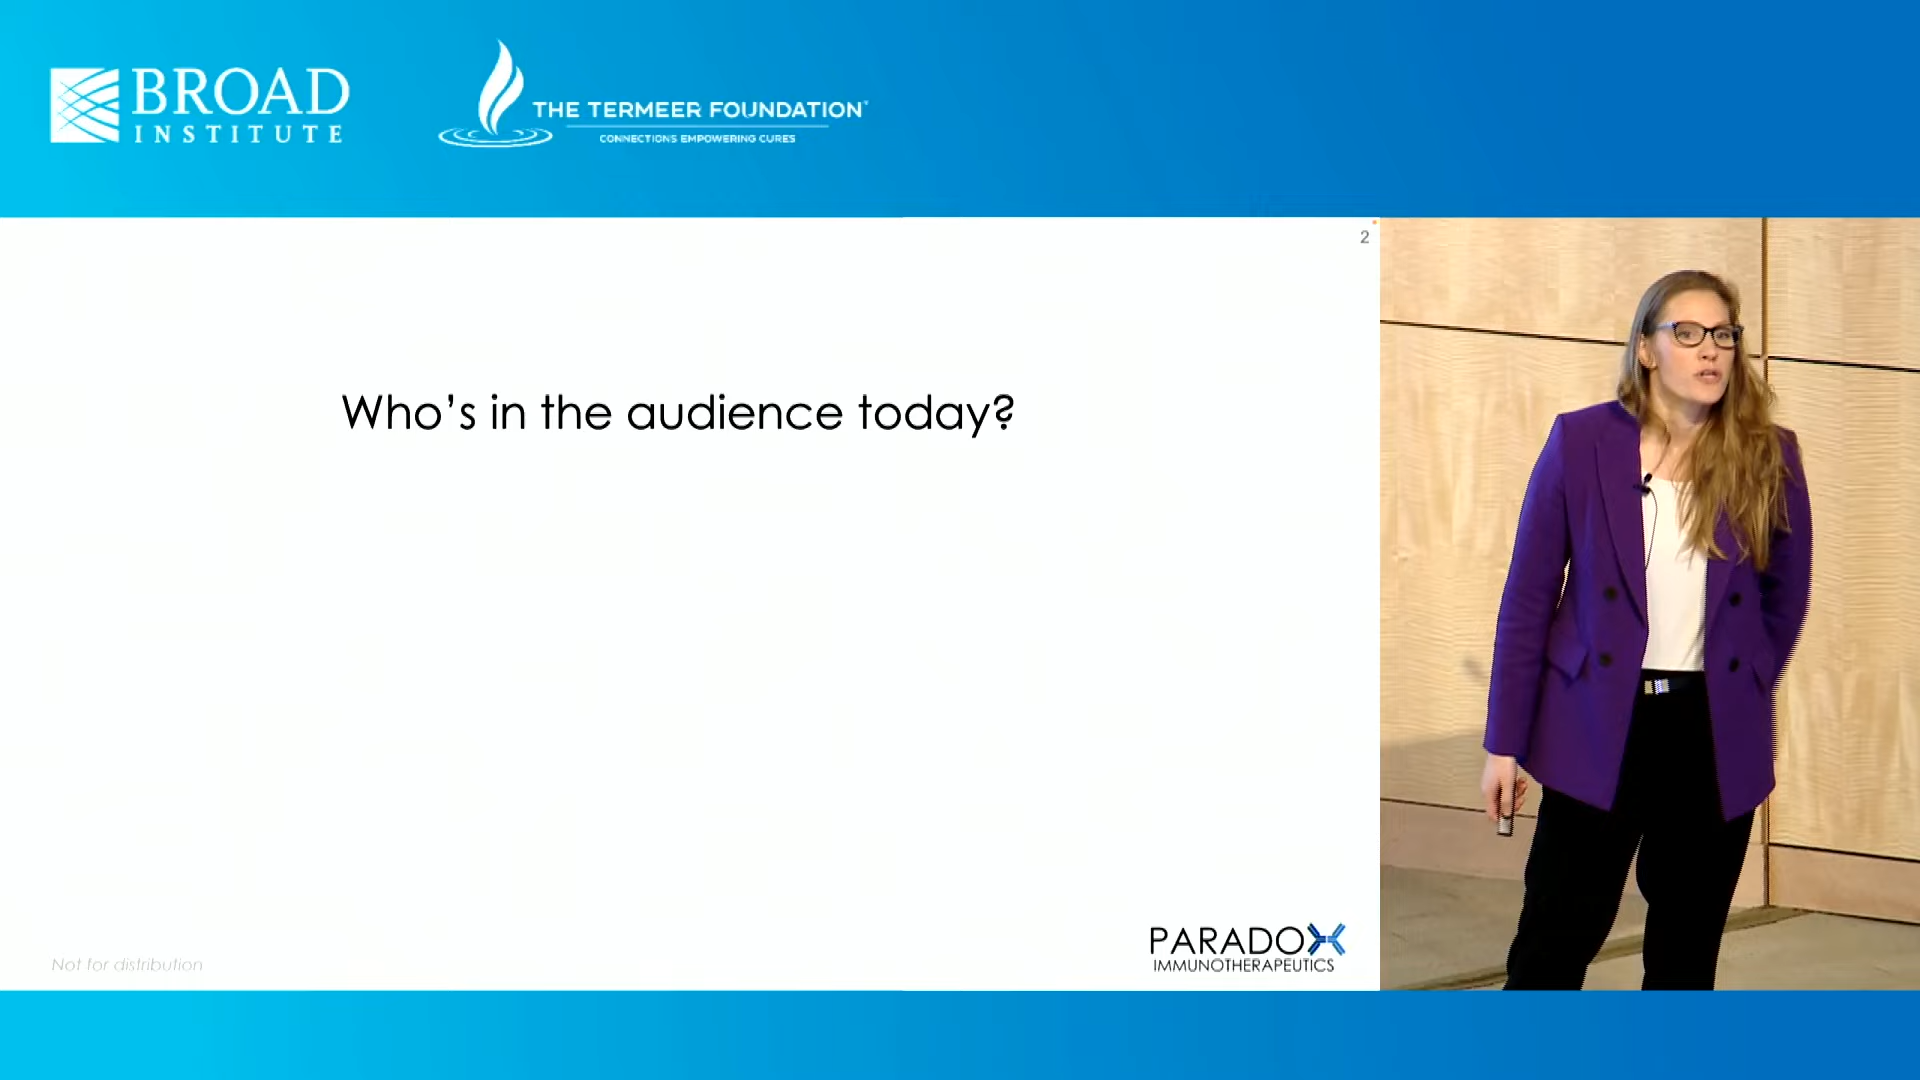 BROAD
INSTITUTE
THE TERMEER FOUNDATION
CONNECTIONS EMPOWERING CURES
2
Who's in the audience today?
Not for distribution
PARADOX
IMMUNOTHERAPEUTICS